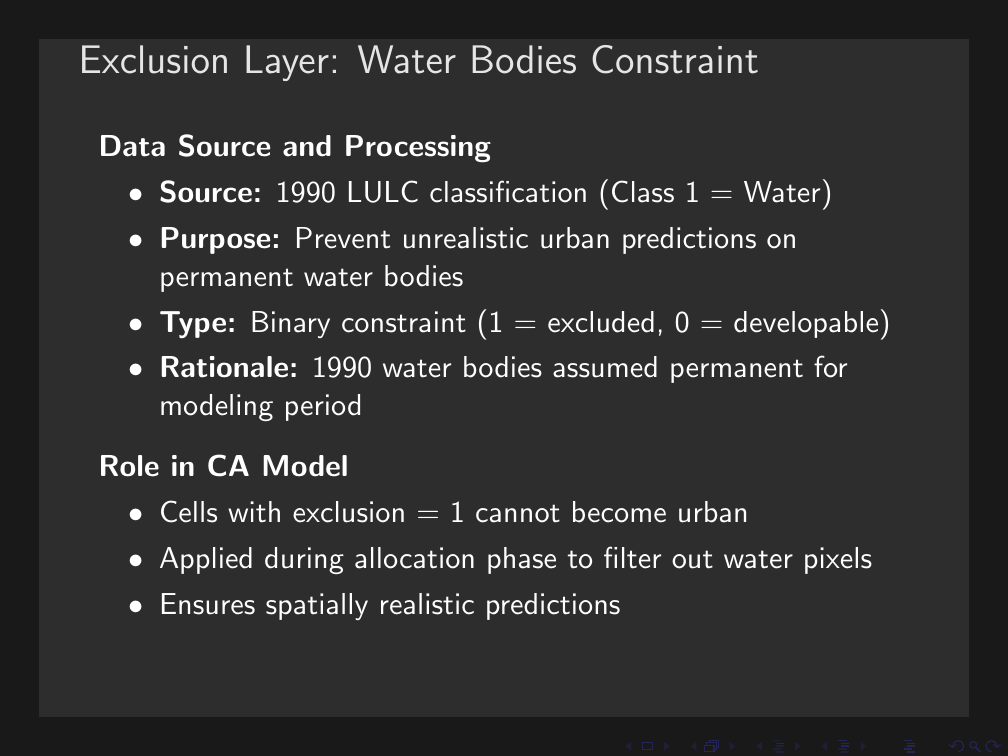 Exclusion Layer: Water Bodies Constraint
Data Source and Processing
• Source: 1990 LULC classification (Class 1 = Water)
• Purpose: Prevent unrealistic urban predictions on
permanent water bodies
• Type: Binary constraint (1 = excluded, 0 = developable)
• Rationale: 1990 water bodies assumed permanent for
modeling period
Role in CA Model
• Cells with exclusion = 1 cannot become urban
• Applied during allocation phase to filter out water pixels
• Ensures spatially realistic predictions